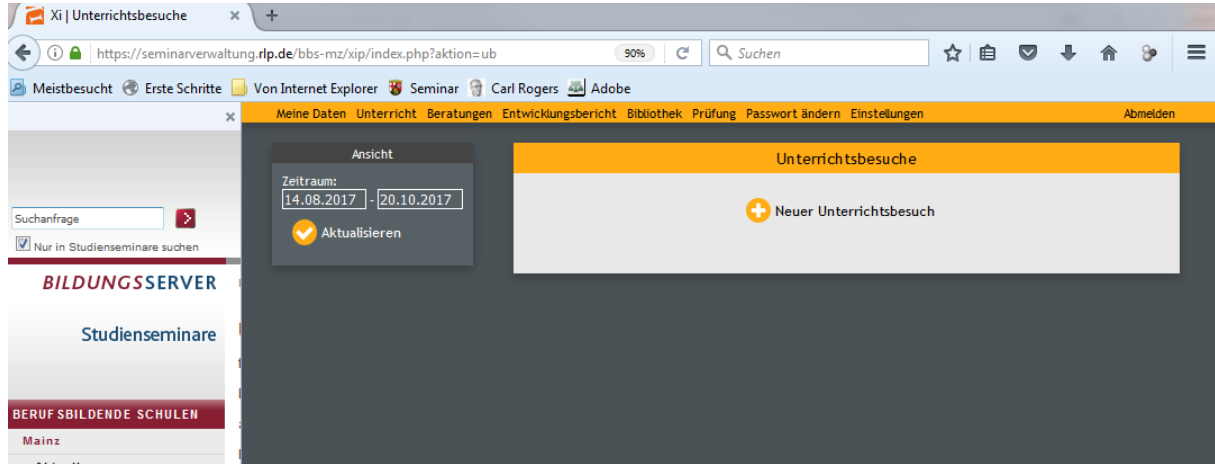 Xi | Unterrichtsbesuche
https://seminarverwaltung.rlp.de/bbs-mz/xip/index.php?aktion=ub 90% Suchen
Meistbesucht Erste Schritte Von Internet Explorer Seminar Carl Rogers Adobe
Meine Daten Unterricht Beratungen Entwicklungsbericht Bibliothek Prüfung Passwort ändern Einstellungen Abmelden
Ansicht
Zeitraum:
14.08.2017 - 20.10.2017
Aktualisieren
Unterrichtsbesuche
Neuer Unterrichtsbesuch
Suchanfrage
Nur in Studienseminare suchen
BILDUNGSSERVER
Studienseminare
BERUFSBILDENDE SCHULEN
Mainz